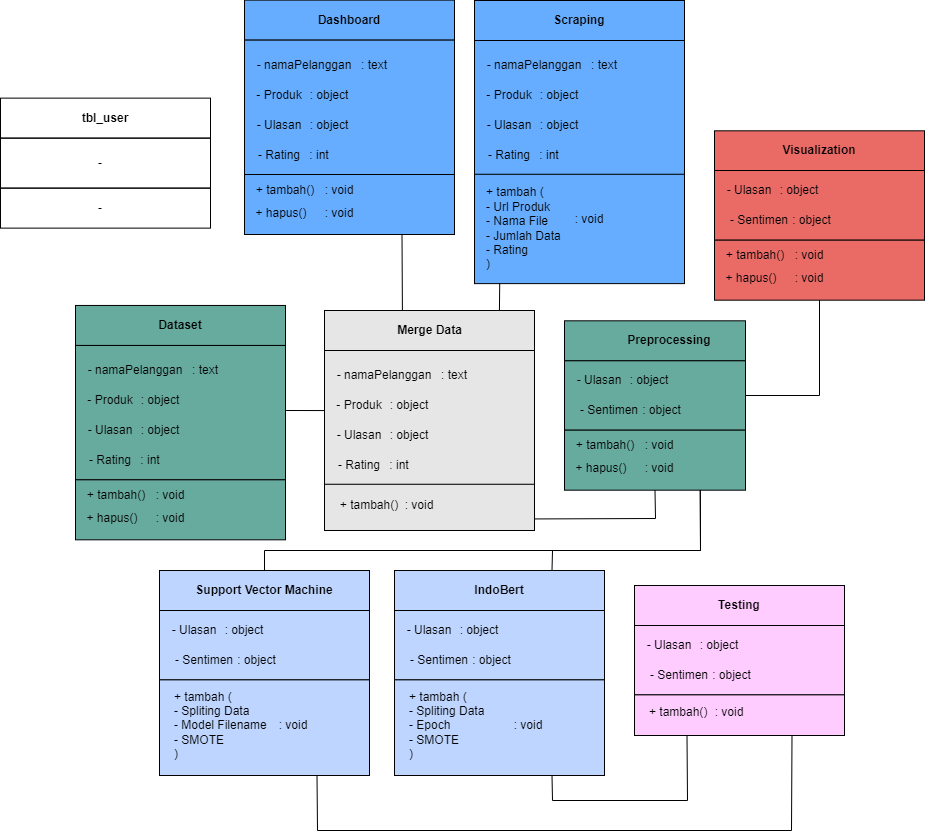 Dashboard
- namaPelanggan : text
- Produk : object
- Ulasan : object
- Rating : int
+ tambah() : void
+ hapus() : void
Scraping
- namaPelanggan : text
- Produk : object
- Ulasan : object
- Rating : int
+ tambah (
- Url Produk
- Nama File : void
- Jumlah Data
- Rating
)
tbl_user
-
-
Visualization
- Ulasan : object
- Sentimen : object
+ tambah() : void
+ hapus() : void
Dataset
- namaPelanggan : text
- Produk : object
- Ulasan : object
- Rating : int
+ tambah() : void
+ hapus() : void
Merge Data
- namaPelanggan : text
- Produk : object
- Ulasan : object
- Rating : int
+ tambah() : void
Preprocessing
- Ulasan : object
- Sentimen : object
+ tambah() : void
+ hapus() : void
Support Vector Machine
- Ulasan : object
- Sentimen : object
+ tambah (
- Spliting Data
- Model Filename : void
- SMOTE
)
IndoBert
- Ulasan : object
- Sentimen : object
+ tambah (
- Spliting Data
- Epoch : void
- SMOTE
)
Testing
- Ulasan : object
- Sentimen : object
+ tambah() : void